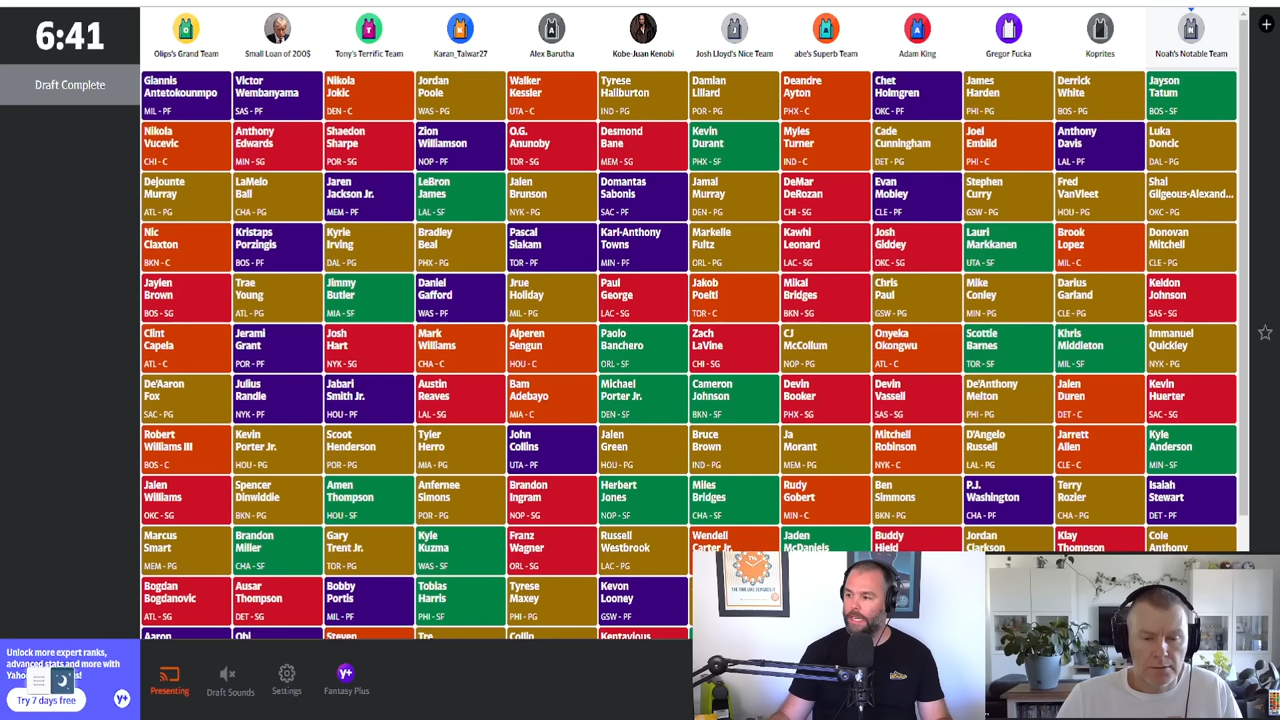 6:41
Draft Complete
Olips's Grand Team
Small Loan of 200$
Tony's Terrific Team
Karan_Talwar27
Alex Barutha
Kobe-Juan Kenobi
Josh Lloyd's Nice Team
abe's Superb Team
Adam King
Gregor Fucka
Koprites
Noah's Notable Team
Giannis Antetokounmpo MIL - PF
Victor Wembanyama SAS - PF
Nikola Jokic DEN - C
Jordan Poole WAS - PG
Walker Kessler UTA - C
Tyrese Haliburton IND - PG
Damian Lillard POR - PG
Deandre Ayton PHX - C
Chet Holmgren OKC - PF
James Harden PHI - PG
Derrick White BOS - PG
Jayson Tatum BOS - SF
Nikola Vucevic CHI - C
Anthony Edwards MIN - SG
Shaedon Sharpe POR - SG
Zion Williamson NOP - PF
O.G. Anunoby TOR - SG
Desmond Bane MEM - SG
Kevin Durant PHX - SF
Myles Turner IND - C
Cade Cunningham DET - PG
Joel Embiid PHI - C
Anthony Davis LAL - PF
Luka Doncic DAL - PG
Dejounte Murray ATL - PG
LaMelo Ball CHA - PG
Jaren Jackson Jr. MEM - PF
LeBron James LAL - SF
Jalen Brunson NYK - PG
Domantas Sabonis SAC - PF
Jamal Murray DEN - PG
DeMar DeRozan CHI - SG
Evan Mobley CLE - PF
Stephen Curry GSW - PG
Fred VanVleet HOU - PG
Shai Gilgeous-Alexand... OKC - PG
Nic Claxton BKN - C
Kristaps Porzingis BOS - PF
Kyrie Irving DAL - PG
Bradley Beal PHX - PG
Pascal Siakam TOR - PF
Karl-Anthony Towns MIN - PF
Markelle Fultz ORL - PG
Kawhi Leonard LAC - SG
Josh Giddey OKC - SG
Lauri Markkanen UTA - SF
Brook Lopez MIL - C
Donovan Mitchell CLE - PG
Jaylen Brown BOS - SG
Trae Young ATL - PG
Jimmy Butler MIA - SF
Daniel Gafford WAS - PF
Jrue Holiday MIL - PG
Paul George LAC - SG
Jakob Poeltl TOR - C
Mikal Bridges BKN - SG
Chris Paul GSW - PG
Mike Conley MIN - PG
Darius Garland CLE - PG
Keldon Johnson SAS - SG
Clint Capela ATL - C
Jerami Grant POR - PF
Josh Hart NYK - SG
Mark Williams CHA - C
Alperen Sengun HOU - C
Paolo Banchero ORL - SF
Zach LaVine CHI - SG
CJ McCollum NOP - PG
Onyeka Okongwu ATL - C
Scottie Barnes TOR - SF
Khris Middleton MIL - SF
Immanuel Quickley NYK - PG
De'Aaron Fox SAC - PG
Julius Randle NYK - PF
Jabari Smith Jr. HOU - PF
Austin Reaves LAL - SG
Bam Adebayo MIA - C
Michael Porter Jr. DEN - SF
Cameron Johnson BKN - SF
Devin Booker PHX - SG
Devin Vassell SAS - SG
De'Anthony Melton PHI - PG
Jalen Duren DET - C
Kevin Huerter SAC - SG
Robert Williams III BOS - C
Kevin Porter Jr. HOU - PG
Scoot Henderson POR - PG
Tyler Herro MIA - PG
John Collins UTA - PF
Jalen Green HOU - PG
Bruce Brown IND - PG
Ja Morant MEM - PG
Mitchell Robinson NYK - C
D'Angelo Russell LAL - PG
Jarrett Allen CLE - C
Kyle Anderson MIN - SF
Jalen Williams OKC - SG
Spencer Dinwiddie BKN - PG
Amen Thompson HOU - SF
Anfernee Simons POR - PG
Brandon Ingram NOP - SG
Herbert Jones NOP - SF
Miles Bridges CHA - SF
Rudy Gobert MIN - C
Ben Simmons BKN - PG
P.J. Washington CHA - PF
Terry Rozier CHA - PG
Isaiah Stewart DET - PF
Marcus Smart MEM - PG
Brandon Miller CHA - SF
Gary Trent Jr. TOR - PG
Kyle Kuzma WAS - SF
Franz Wagner ORL - SG
Russell Westbrook LAC - PG
Wendell Carter Jr.
Jaden McDaniels
Buddy Hield
Jordan Clarkson
Klay Thompson
Cole Anthony
Bogdan Bogdanovic ATL - SG
Ausar Thompson DET - SG
Bobby Portis MIL - PF
Tobias Harris PHI - SF
Tyrese Maxey PHI - PG
Kevon Looney GSW - PF
Aaron
Obi
Steven
Tre
Collin
Kentavious
Unlock more expert ranks,
advanced stats and more with
Try 7 days free
Y+
Presenting
Draft Sounds
Settings
Y+
Fantasy Plus